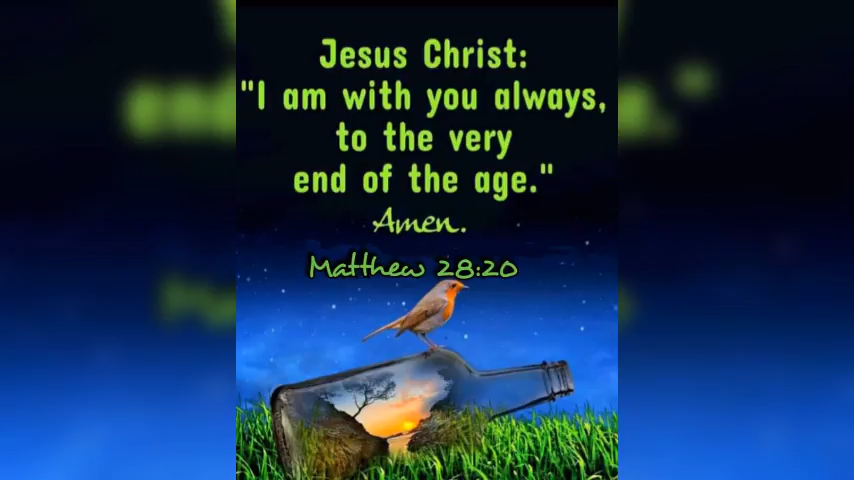 Jesus Christ:
"I am with you always,
to the very
end of the age."
Amen.
Matthew 28:20